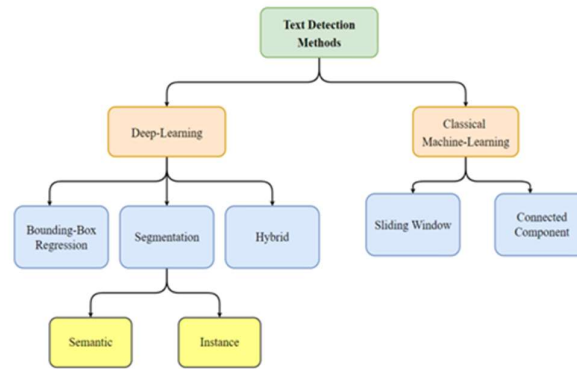 Text Detection
Methods
Deep-Learning
Classical
Machine-Learning
Bounding-Box
Regression
Segmentation
Hybrid
Sliding Window
Connected
Component
Semantic
Instance